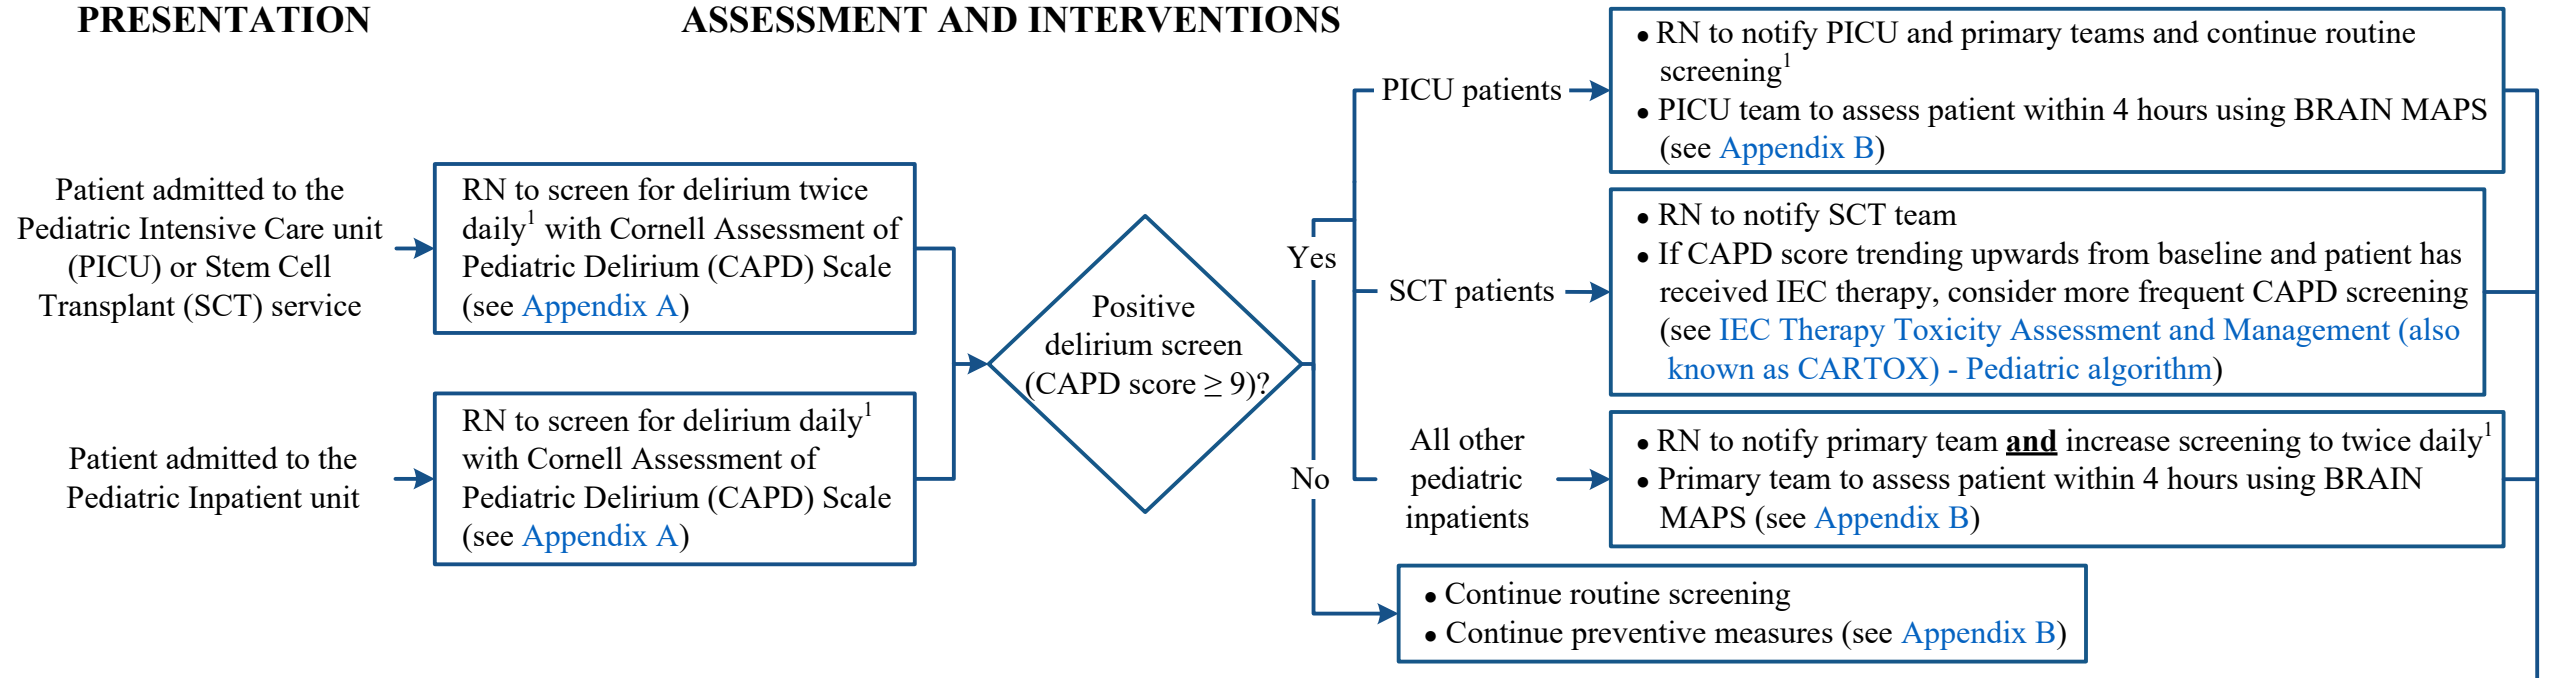 PRESENTATION
ASSESSMENT AND INTERVENTIONS
Patient admitted to the
Pediatric Intensive Care unit
(PICU) or Stem Cell
Transplant (SCT) service
RN to screen for delirium twice
daily¹ with Cornell Assessment of
Pediatric Delirium (CAPD) Scale
(see Appendix A)
Patient admitted to the
Pediatric Inpatient unit
RN to screen for delirium daily¹
with Cornell Assessment of
Pediatric Delirium (CAPD) Scale
(see Appendix A)
Positive
delirium screen
(CAPD score ≥ 9)?
Yes
PICU patients
• RN to notify PICU and primary teams and continue routine
screening¹
• PICU team to assess patient within 4 hours using BRAIN MAPS
(see Appendix B)
SCT patients
• RN to notify SCT team
• If CAPD score trending upwards from baseline and patient has
received IEC therapy, consider more frequent CAPD screening
(see IEC Therapy Toxicity Assessment and Management (also
known as CARTOX) - Pediatric algorithm)
All other
pediatric
inpatients
• RN to notify primary team and increase screening to twice daily¹
• Primary team to assess patient within 4 hours using BRAIN
MAPS (see Appendix B)
No
• Continue routine screening
• Continue preventive measures (see Appendix B)